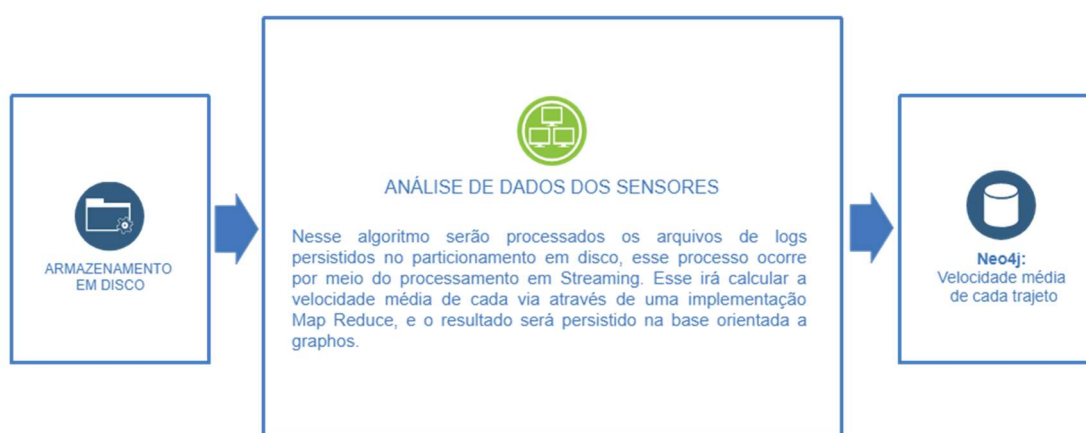 ARMAZENAMENTO
EM DISCO
ANÁLISE DE DADOS DOS SENSORES
Nesse algoritmo serão processados os arquivos de logs
persistidos no particionamento em disco, esse processo ocorre
por meio do processamento em Streaming. Esse irá calcular a
velocidade média de cada via através de uma implementação
Map Reduce, e o resultado será persistido na base orientada a
graphos.
Neo4j:
Velocidade média
de cada trajeto